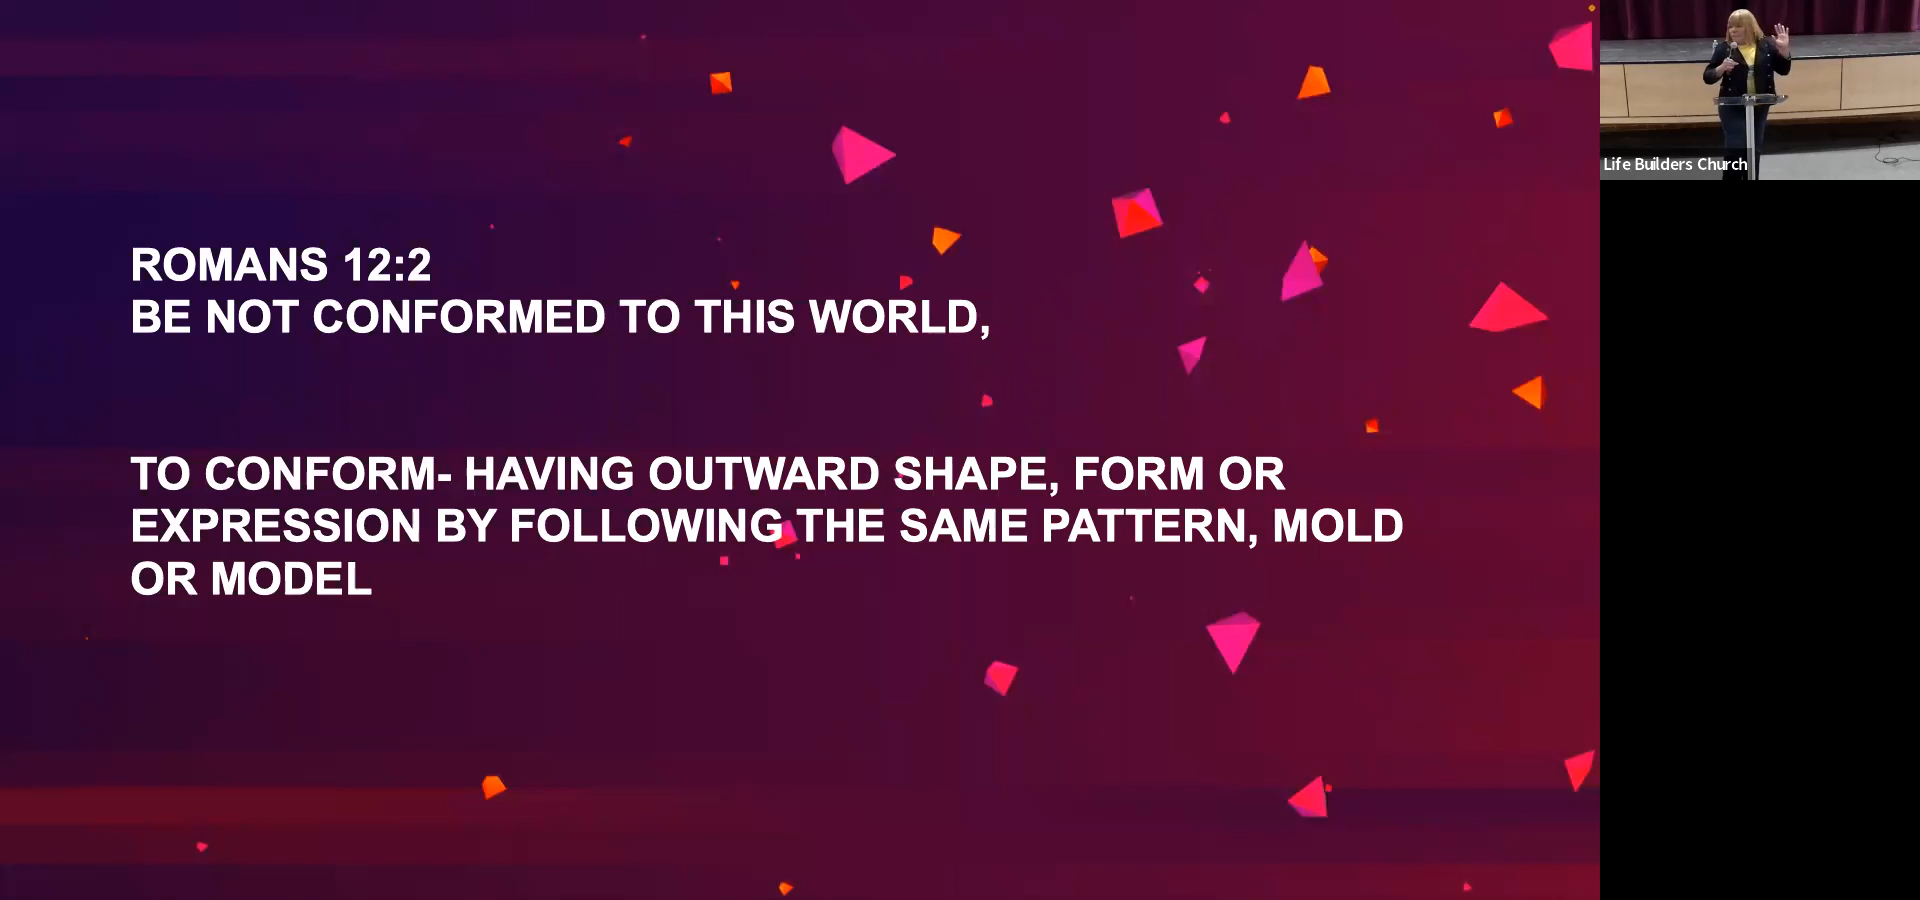 ROMANS 12:2
BE NOT CONFORMED TO THIS WORLD,
TO CONFORM- HAVING OUTWARD SHAPE, FORM OR
EXPRESSION BY FOLLOWING THE SAME PATTERN, MOLD
OR MODEL
Life Builders Church